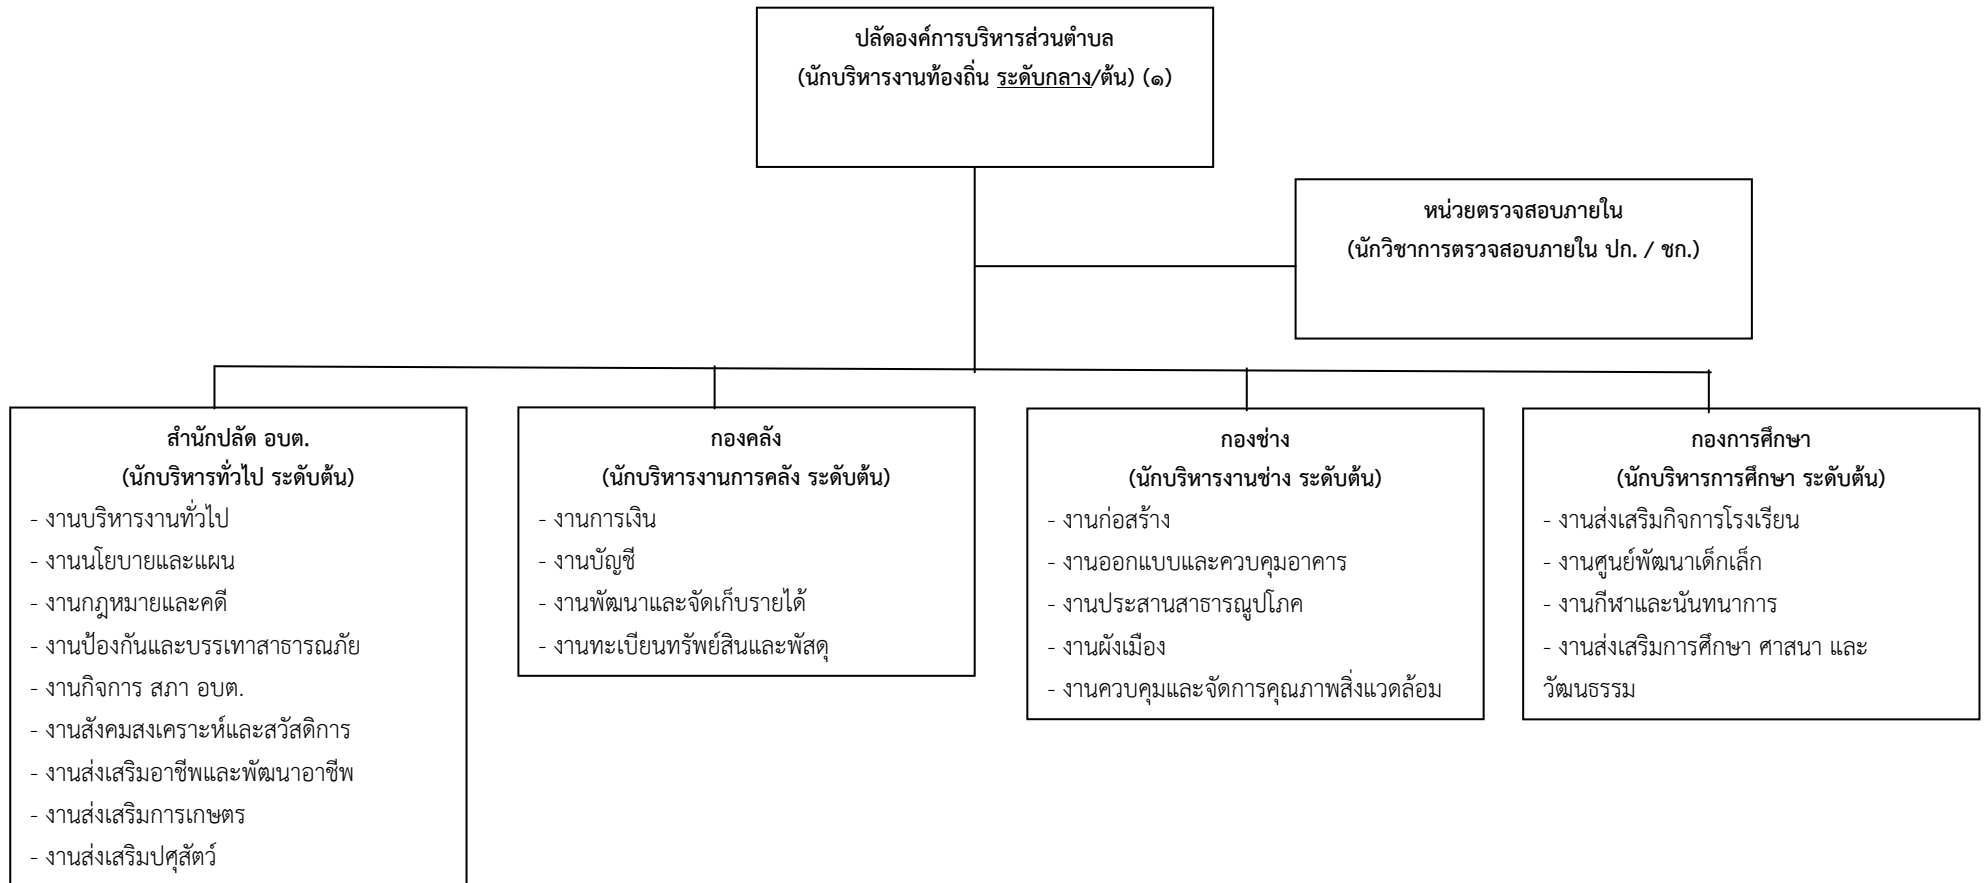 ปลัดองค์การบริหารส่วนตำบล
(นักบริหารงานท้องถิ่น ระดับกลาง/ต้น) (๑)
หน่วยตรวจสอบภายใน
(นักวิชาการตรวจสอบภายใน ปก. / ชก.)
สำนักปลัด อบต.
(นักบริหารทั่วไป ระดับต้น)
- งานบริหารงานทั่วไป
- งานนโยบายและแผน
- งานกฎหมายและคดี
- งานป้องกันและบรรเทาสาธารณภัย
- งานกิจการ สภา อบต.
- งานสังคมสงเคราะห์และสวัสดิการ
- งานส่งเสริมอาชีพและพัฒนาอาชีพ
- งานส่งเสริมการเกษตร
- งานส่งเสริมปศุสัตว์
กองคลัง
(นักบริหารงานการคลัง ระดับต้น)
- งานการเงิน
- งานบัญชี
- งานพัฒนาและจัดเก็บรายได้
- งานทะเบียนทรัพย์สินและพัสดุ
กองช่าง
(นักบริหารงานช่าง ระดับต้น)
- งานก่อสร้าง
- งานออกแบบและควบคุมอาคาร
- งานประสานสาธารณูปโภค
- งานผังเมือง
- งานควบคุมและจัดการคุณภาพสิ่งแวดล้อม
กองการศึกษา
(นักบริหารการศึกษา ระดับต้น)
- งานส่งเสริมกิจการโรงเรียน
- งานศูนย์พัฒนาเด็กเล็ก
- งานกีฬาและนันทนาการ
- งานส่งเสริมการศึกษา ศาสนา และ
วัฒนธรรม